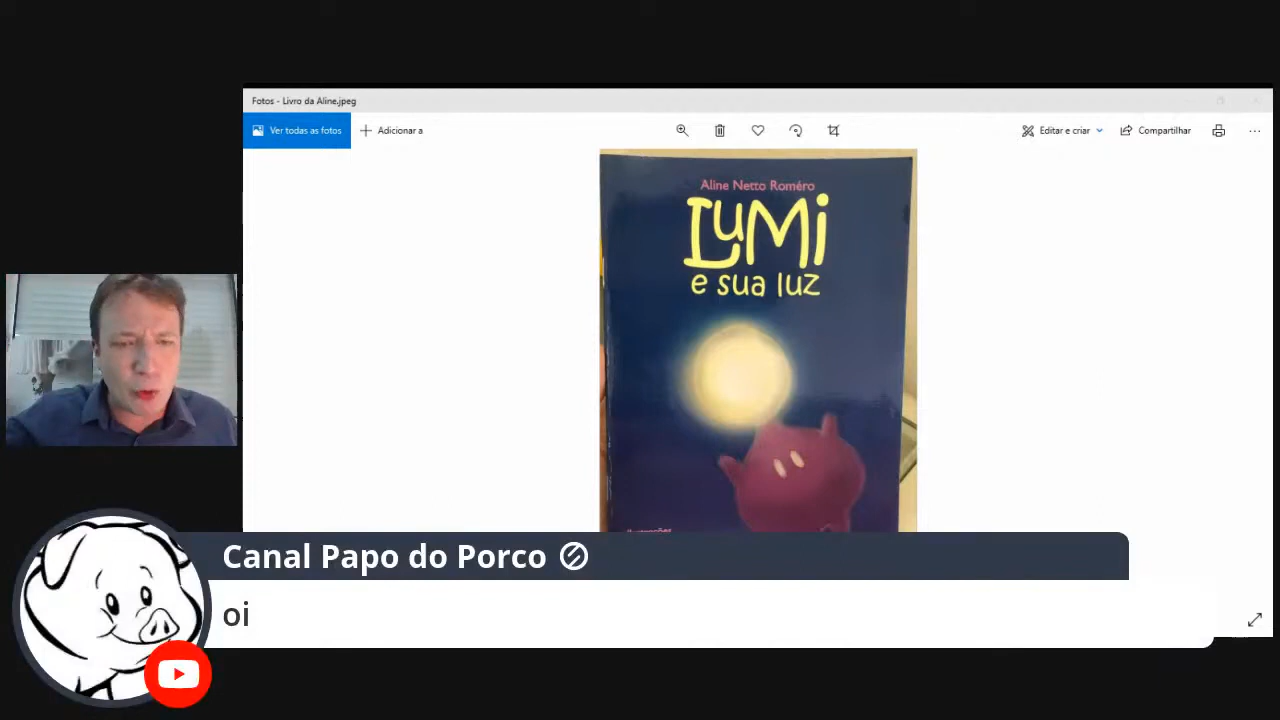 Fotos - Livro da Aline.jpeg
Ver todas as fotos
Adicionar a
Editar e criar
Compartilhar
Aline Netto Roméro
LuMi
e sua luz
Canal Papo do Porco
oi